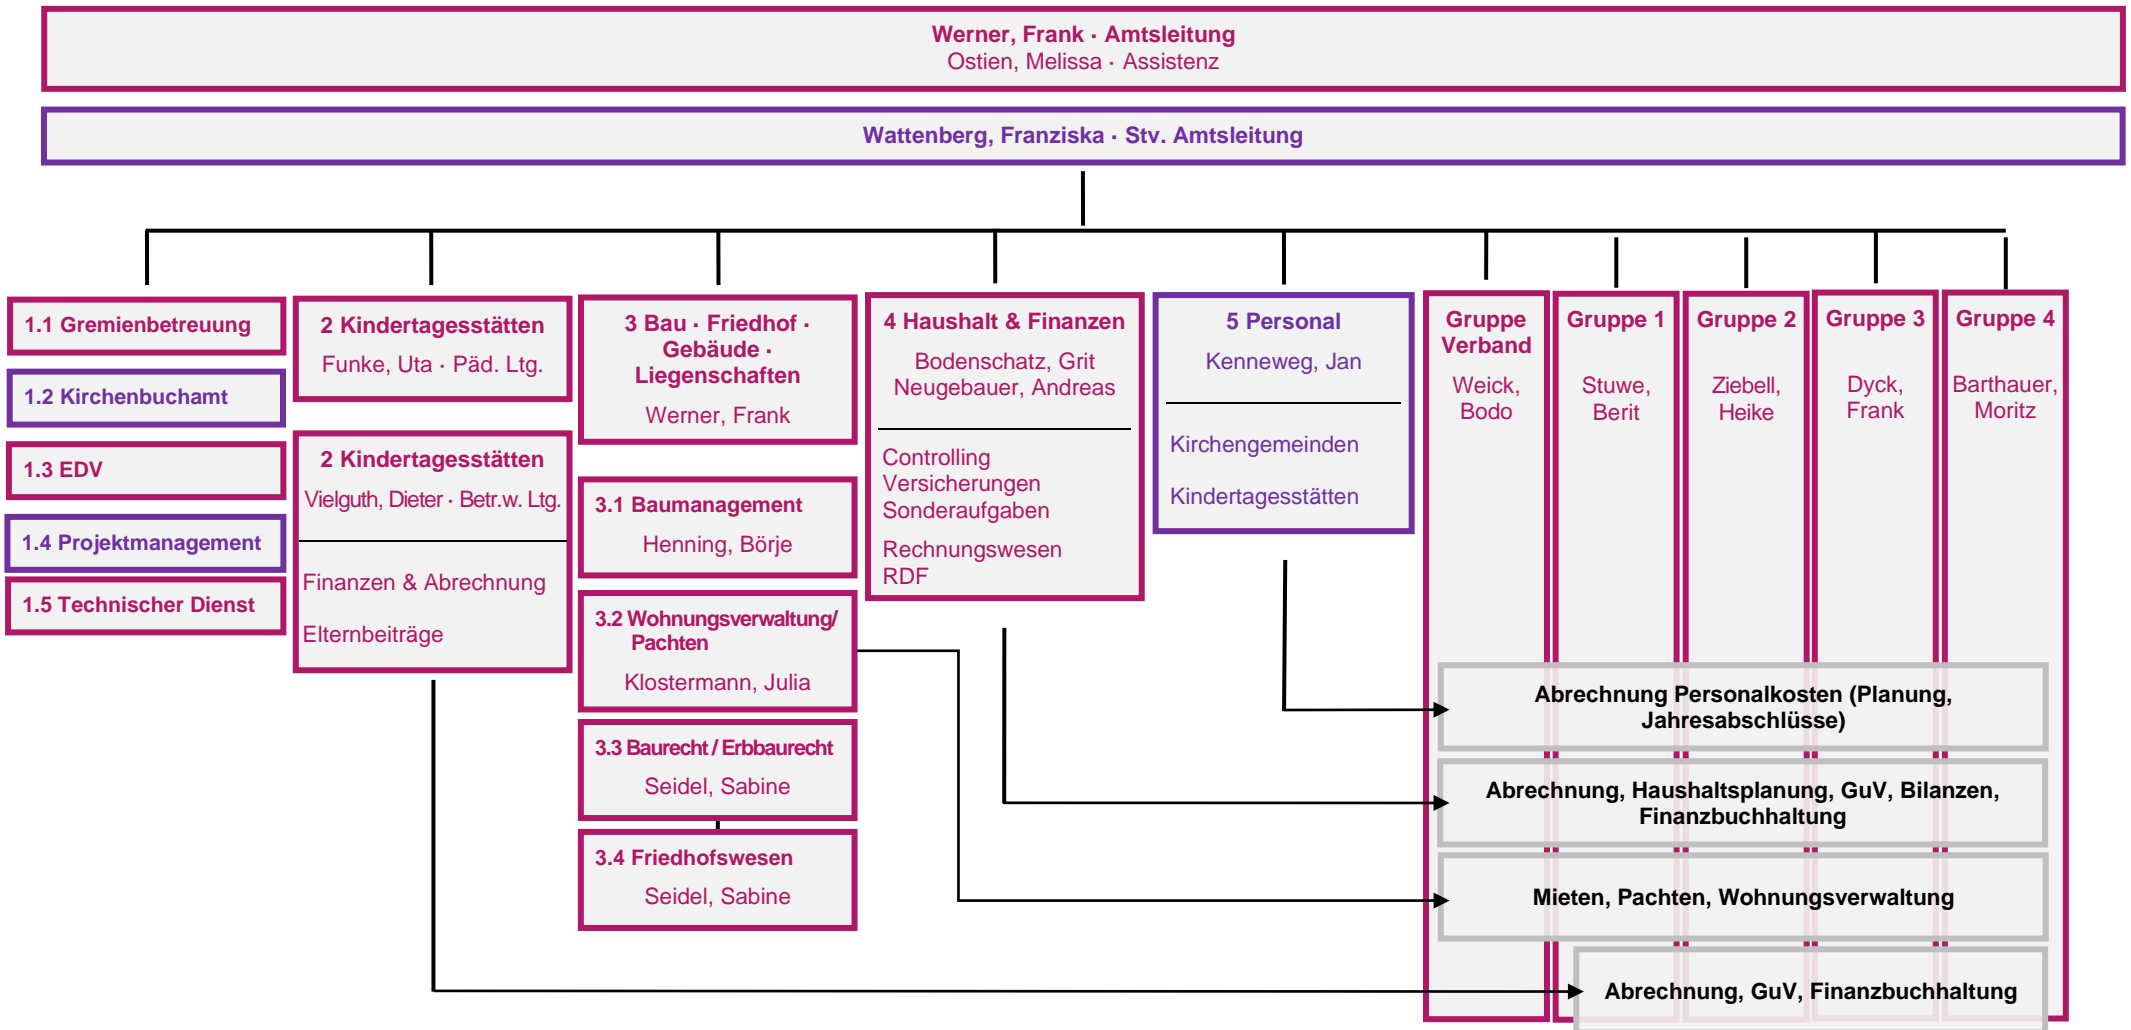 Werner, Frank · Amtsleitung
Ostien, Melissa · Assistenz
Wattenberg, Franziska · Stv. Amtsleitung
1.1 Gremienbetreuung
1.2 Kirchenbuchamt
1.3 EDV
1.4 Projektmanagement
1.5 Technischer Dienst
2 Kindertagesstätten
Funke, Uta · Päd. Ltg.
2 Kindertagesstätten
Vielguth, Dieter · Betr.w. Ltg.
Finanzen & Abrechnung
Elternbeiträge
3 Bau · Friedhof ·
Gebäude ·
Liegenschaften
Werner, Frank
3.1 Baumanagement
Henning, Börje
3.2 Wohnungsverwaltung/
Pachten
Klostermann, Julia
3.3 Baurecht / Erbbaurecht
Seidel, Sabine
3.4 Friedhofswesen
Seidel, Sabine
4 Haushalt & Finanzen
Bodenschatz, Grit
Neugebauer, Andreas
Controlling
Versicherungen
Sonderaufgaben
Rechnungswesen
RDF
5 Personal
Kenneweg, Jan
Kirchengemeinden
Kindertagesstätten
Gruppe
Verband
Weick,
Bodo
Gruppe 1
Stuwe,
Berit
Gruppe 2
Ziebell,
Heike
Gruppe 3
Dyck,
Frank
Gruppe 4
Barthauer,
Moritz
Abrechnung Personalkosten (Planung,
Jahresabschlüsse)
Abrechnung, Haushaltsplanung, GuV, Bilanzen,
Finanzbuchhaltung
Mieten, Pachten, Wohnungsverwaltung
Abrechnung, GuV, Finanzbuchhaltung